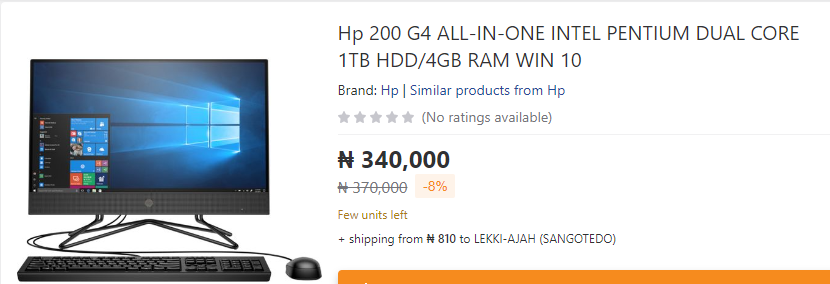 Hp 200 G4 ALL-IN-ONE INTEL PENTIUM DUAL CORE
1TB HDD/4GB RAM WIN 10
Brand: Hp | Similar products from Hp
(No ratings available)
₦ 340,000
₦ 370,000 -8%
Few units left
+ shipping from ₦ 810 to LEKKI-AJAH (SANGOTEDO)